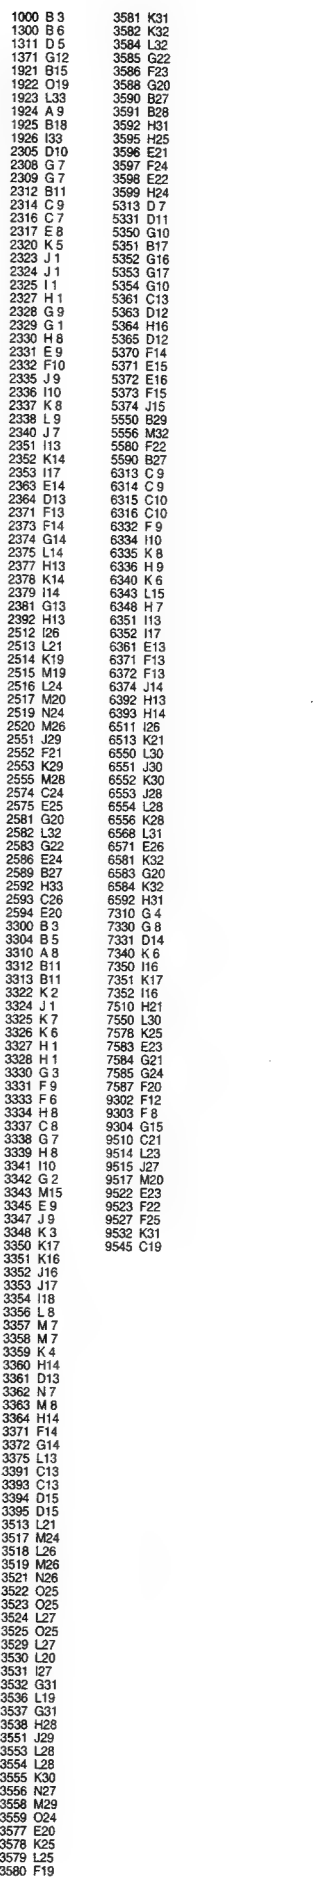 1000 B 3
1300 B 6
1311 D 5
1371 G12
1921 B15
1922 O19
1923 L33
1924 A 9
1925 B18
1926 I33
2305 D10
2308 G 7
2309 G 7
2312 B11
2314 C 9
2316 C 7
2317 E 8
2320 K 5
2323 J 1
2324 J 1
2325 I 1
2327 H 1
2328 G 9
2329 G 1
2330 H 8
2331 E 9
2332 F10
2335 J 9
2336 I10
2337 K 8
2338 L 9
2340 J 7
2351 I13
2352 K14
2353 I17
2363 E14
2364 D13
2371 F13
2373 F14
2374 G14
2375 L14
2377 H13
2378 K14
2379 I14
2381 G13
2392 H13
2512 I26
2513 L21
2514 K19
2515 M19
2516 L24
2517 M20
2519 N24
2520 M26
2551 J29
2552 F21
2553 K29
2555 M28
2574 C24
2575 E25
2581 G20
2582 L32
2583 G22
2586 E24
2589 B27
2592 H33
2593 C26
2594 E20
3300 B 3
3304 B 5
3310 A 8
3312 B11
3313 B11
3322 K 2
3324 J 1
3325 K 7
3326 K 6
3327 H 1
3328 H 1
3330 G 3
3331 F 9
3333 F 6
3334 H 8
3337 C 8
3338 G 7
3339 H 8
3341 I10
3342 G 2
3343 M15
3345 E 9
3347 J 9
3348 K 3
3350 K17
3351 K16
3352 J16
3353 J17
3354 I18
3356 L 8
3357 M 7
3358 M 7
3359 K 4
3360 H14
3361 D13
3362 N 7
3363 M 8
3364 H14
3371 F14
3372 G14
3375 L13
3391 C13
3393 C13
3394 D15
3395 D15
3513 L21
3517 M24
3518 L26
3519 M26
3521 N26
3522 O25
3523 O25
3524 L27
3525 O25
3529 L27
3530 L20
3531 I27
3532 G31
3536 L19
3537 G31
3538 H28
3551 J29
3553 L28
3554 L28
3555 K30
3556 N27
3558 M29
3559 O24
3577 E20
3578 K25
3579 L25
3580 F19
3581 K31
3582 K32
3584 L32
3585 G22
3586 F23
3588 G20
3590 B27
3591 B28
3592 H31
3595 H25
3596 E21
3597 F24
3598 E22
3599 H24
5313 D 7
5331 D11
5350 G10
5351 B17
5352 G16
5353 G17
5354 G10
5361 C13
5363 D12
5364 H16
5365 D12
5370 F14
5371 E15
5372 E16
5373 F15
5374 J15
5550 B29
5556 M32
5580 F22
5590 B27
6313 C 9
6314 C 9
6315 C10
6316 C10
6332 F 9
6334 I10
6335 K 8
6336 H 9
6340 K 6
6343 L15
6348 H 7
6351 I13
6352 I17
6361 E13
6371 F13
6372 F13
6374 J14
6392 H13
6393 H14
6511 I26
6513 K21
6550 L30
6551 J30
6552 K30
6553 J28
6554 L28
6556 K28
6568 L31
6571 E26
6581 K32
6583 G20
6584 K32
6592 H31
7310 G 4
7330 G 8
7331 D14
7340 K 6
7350 I16
7351 K17
7352 I16
7510 H21
7550 L30
7578 K25
7583 E23
7584 G21
7585 G24
7587 F20
9302 F12
9303 F 8
9304 G15
9510 C21
9514 L23
9515 J27
9517 M20
9522 E23
9523 F22
9527 F25
9532 K31
9545 C19